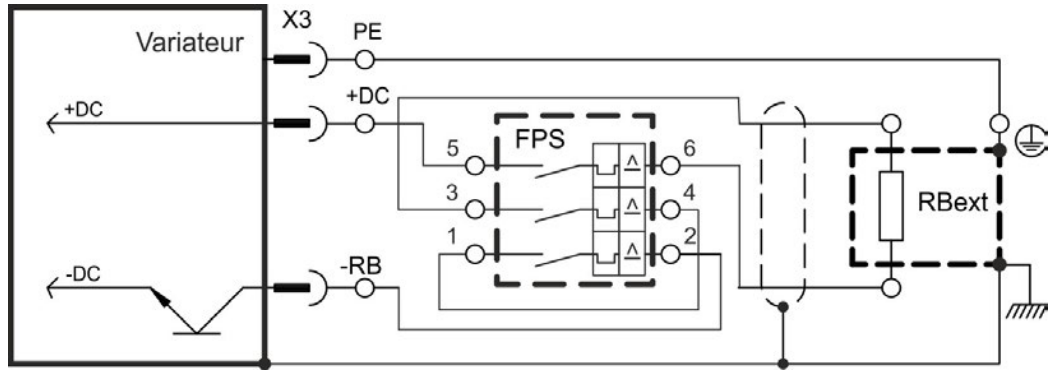 X3
PE
Variateur
+DC
+DC
FPS
5
6
3
4
1
2
RBext
-RB
-DC